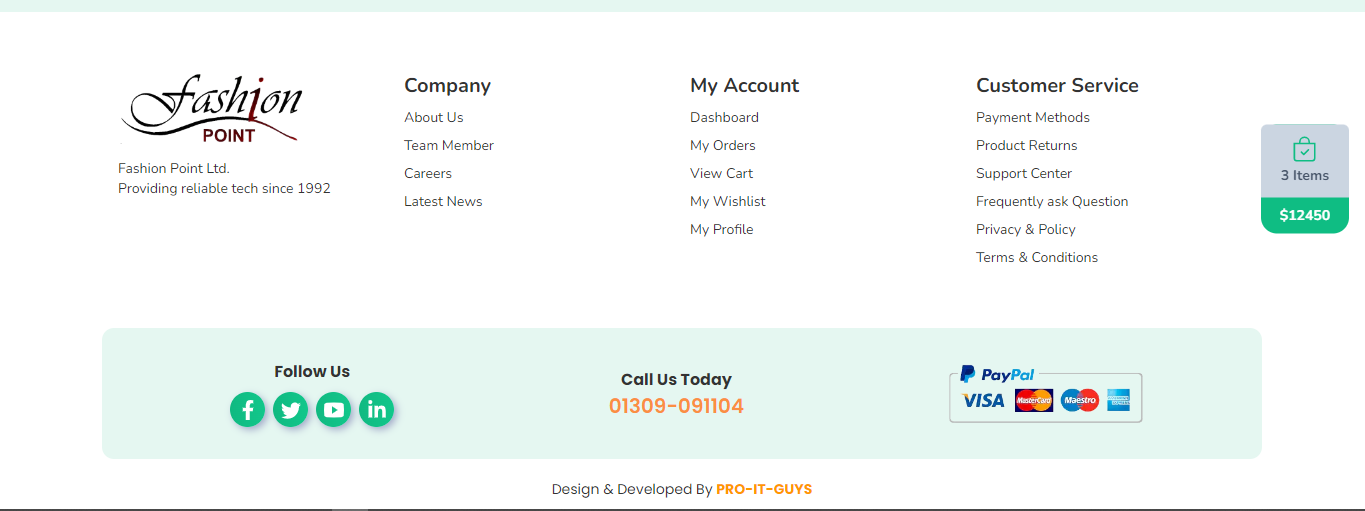 Fashion
POINT
Fashion Point Ltd.
Providing reliable tech since 1992
Company
About Us
Team Member
Careers
Latest News
My Account
Dashboard
My Orders
View Cart
My Wishlist
My Profile
Customer Service
Payment Methods
Product Returns
Support Center
Frequently ask Question
Privacy & Policy
Terms & Conditions
3 Items
$12450
Follow Us
Call Us Today
01309-091104
PayPal
VISA MasterCard Maestro
Design & Developed By PRO-IT-GUYS